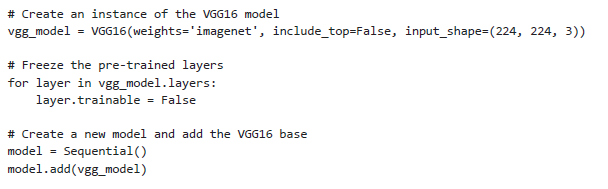 # Create an instance of the VGG16 model
vgg_model = VGG16(weights='imagenet', include_top=False, input_shape=(224, 224, 3))
# Freeze the pre-trained layers
for layer in vgg_model.layers:
    layer.trainable = False
# Create a new model and add the VGG16 base
model = Sequential()
model.add(vgg_model)